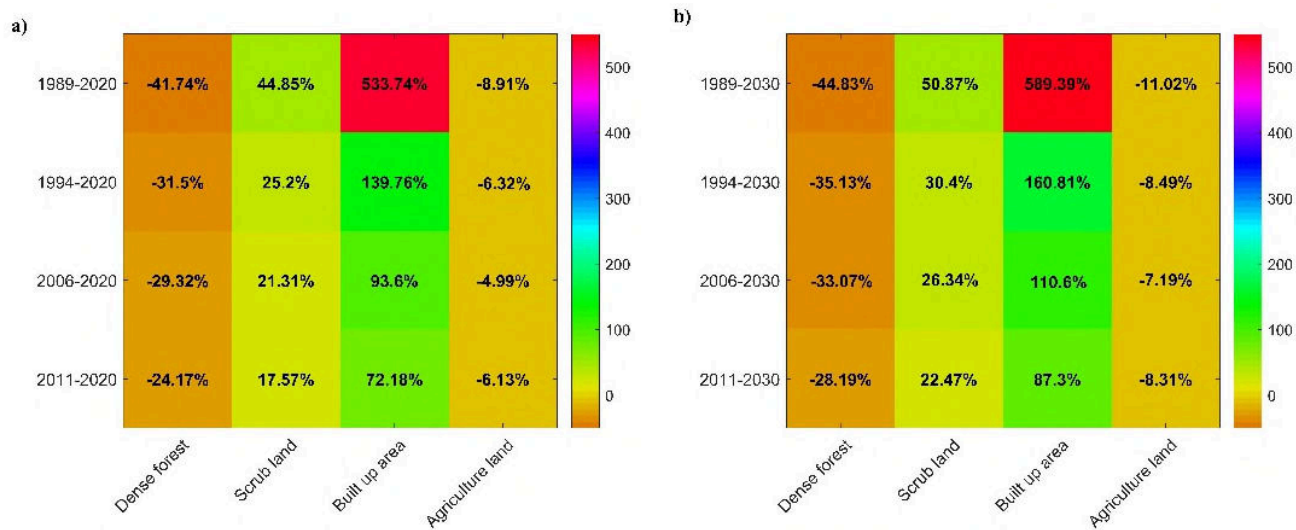 a)
1989-2020 -41.74% 44.85% 533.74% -8.91%
1994-2020 -31.5% 25.2% 139.76% -6.32%
2006-2020 -29.32% 21.31% 93.6% -4.99%
2011-2020 -24.17% 17.57% 72.18% -6.13%
Dense forest
Scrub land
Built up area
Agriculture land
500
400
300
200
100
0
b)
1989-2030 -44.83% 50.87% 589.39% -11.02%
1994-2030 -35.13% 30.4% 160.81% -8.49%
2006-2030 -33.07% 26.34% 110.6% -7.19%
2011-2030 -28.19% 22.47% 87.3% -8.31%
Dense forest
Scrub land
Built up area
Agriculture land
500
400
300
200
100
0